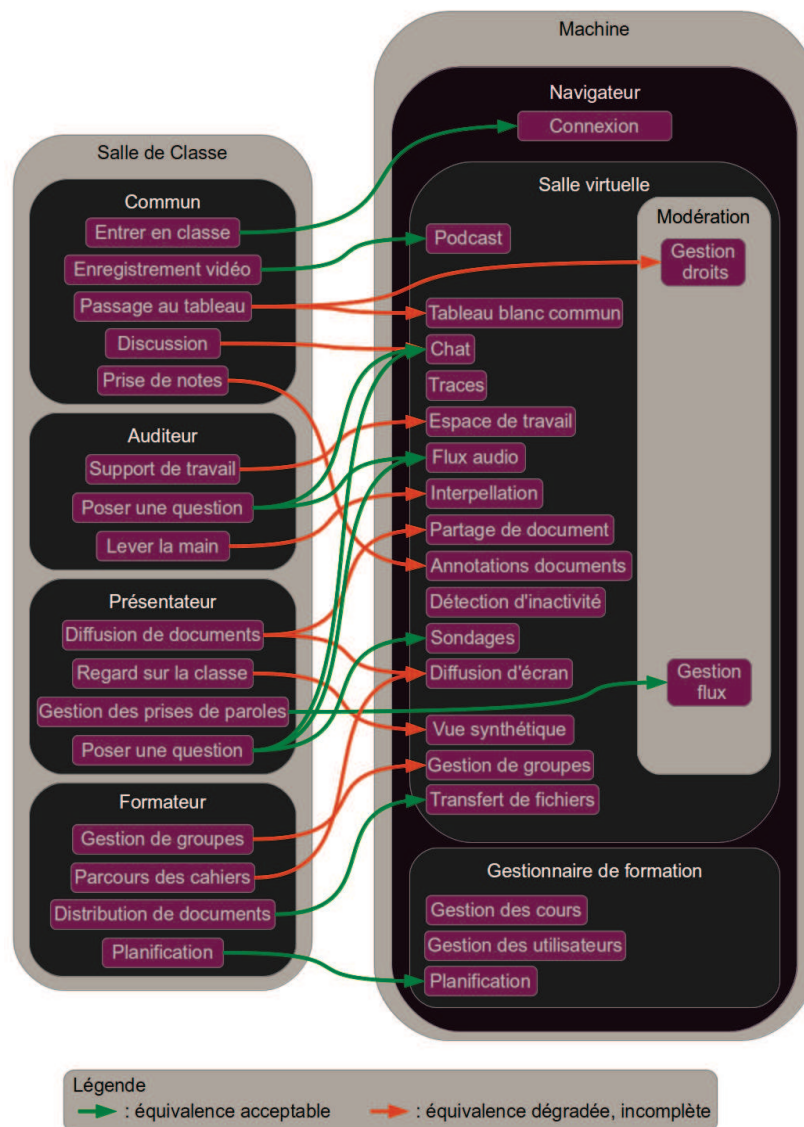 Salle de Classe
Commun
Entrer en classe
Enregistrement vidéo
Passage au tableau
Discussion
Prise de notes
Auditeur
Support de travail
Poser une question
Lever la main
Présentateur
Diffusion de documents
Regard sur la classe
Gestion des prises de paroles
Poser une question
Formateur
Gestion de groupes
Parcours des cahiers
Distribution de documents
Planification
Machine
Navigateur
Connexion
Salle virtuelle
Podcast
Tableau blanc commun
Chat
Traces
Espace de travail
Flux audio
Interpellation
Partage de document
Annotations documents
Détection d'inactivité
Sondages
Diffusion d'écran
Vue synthétique
Gestion de groupes
Transfert de fichiers
Modération
Gestion
droits
Gestion
flux
Gestionnaire de formation
Gestion des cours
Gestion des utilisateurs
Planification
Légende
: équivalence acceptable
: équivalence dégradée, incomplète